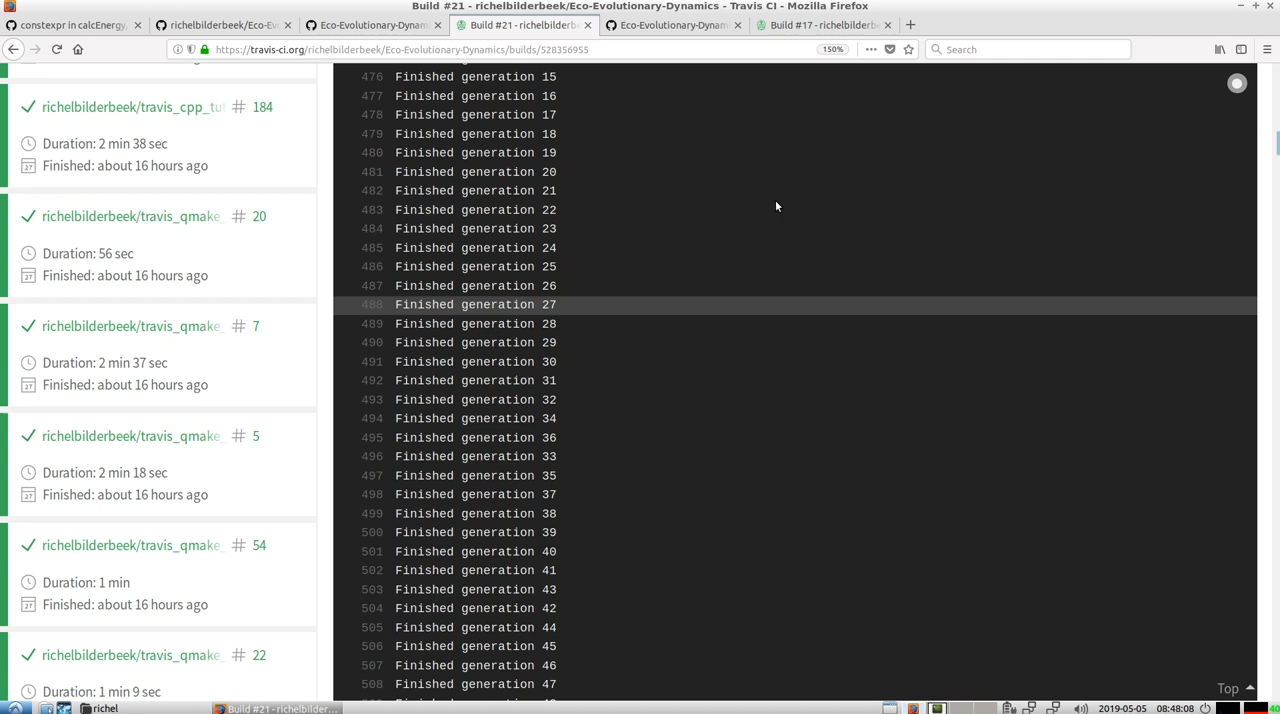 Build #21 - richelbilderbeek/Eco-Evolutionary-Dynamics - Travis CI - Mozilla Firefox
constexpr in calcEnergy,
richelbilderbeek/Eco-Ev
Eco-Evolutionary-Dynam
Build #21 - richelbilderb
Eco-Evolutionary-Dynam
Build #17 - richelbilderb
https://travis-ci.org/richelbilderbeek/Eco-Evolutionary-Dynamics/builds/528356955
150%
Search
richelbilderbeek/travis_cpp_tut # 184
Duration: 2 min 38 sec
Finished: about 16 hours ago
richelbilderbeek/travis_qmake_ # 20
Duration: 56 sec
Finished: about 16 hours ago
richelbilderbeek/travis_qmake_ # 7
Duration: 2 min 37 sec
Finished: about 16 hours ago
richelbilderbeek/travis_qmake_ # 5
Duration: 2 min 18 sec
Finished: about 16 hours ago
richelbilderbeek/travis_qmake_ # 54
Duration: 1 min
Finished: about 16 hours ago
richelbilderbeek/travis_qmake_ # 22
Duration: 1 min 9 sec
476 Finished generation 15
477 Finished generation 16
478 Finished generation 17
479 Finished generation 18
480 Finished generation 19
481 Finished generation 20
482 Finished generation 21
483 Finished generation 22
484 Finished generation 23
485 Finished generation 24
486 Finished generation 25
487 Finished generation 26
488 Finished generation 27
489 Finished generation 28
490 Finished generation 29
491 Finished generation 30
492 Finished generation 31
493 Finished generation 32
494 Finished generation 34
495 Finished generation 36
496 Finished generation 33
497 Finished generation 35
498 Finished generation 37
499 Finished generation 38
500 Finished generation 39
501 Finished generation 40
502 Finished generation 41
503 Finished generation 43
504 Finished generation 42
505 Finished generation 44
506 Finished generation 45
507 Finished generation 46
508 Finished generation 47
Top
richel
Build #21 - richelbilder...
2019-05-05
08:48:08